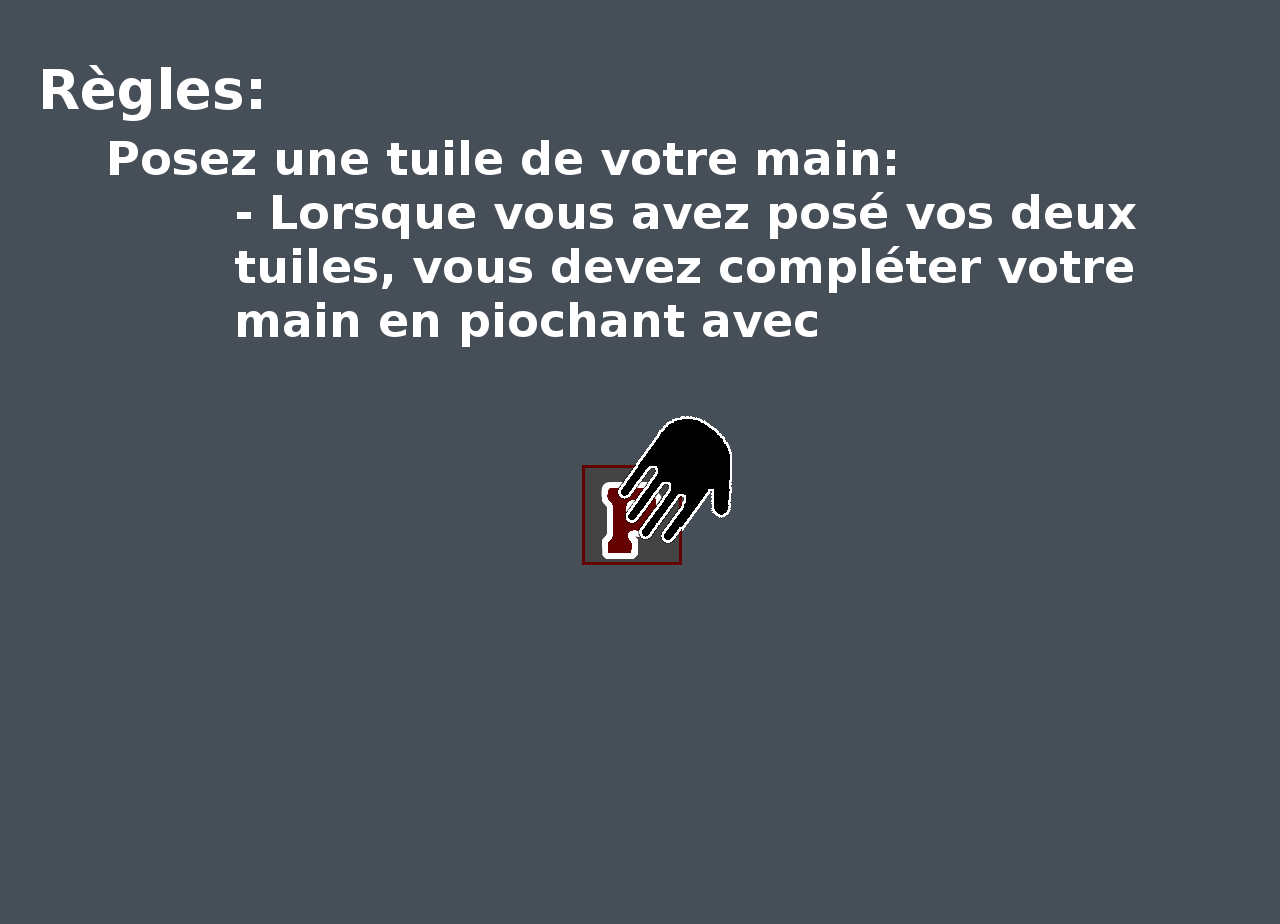 Règles:
Posez une tuile de votre main:
- Lorsque vous avez posé vos deux
tuiles, vous devez compléter votre
main en piochant avec